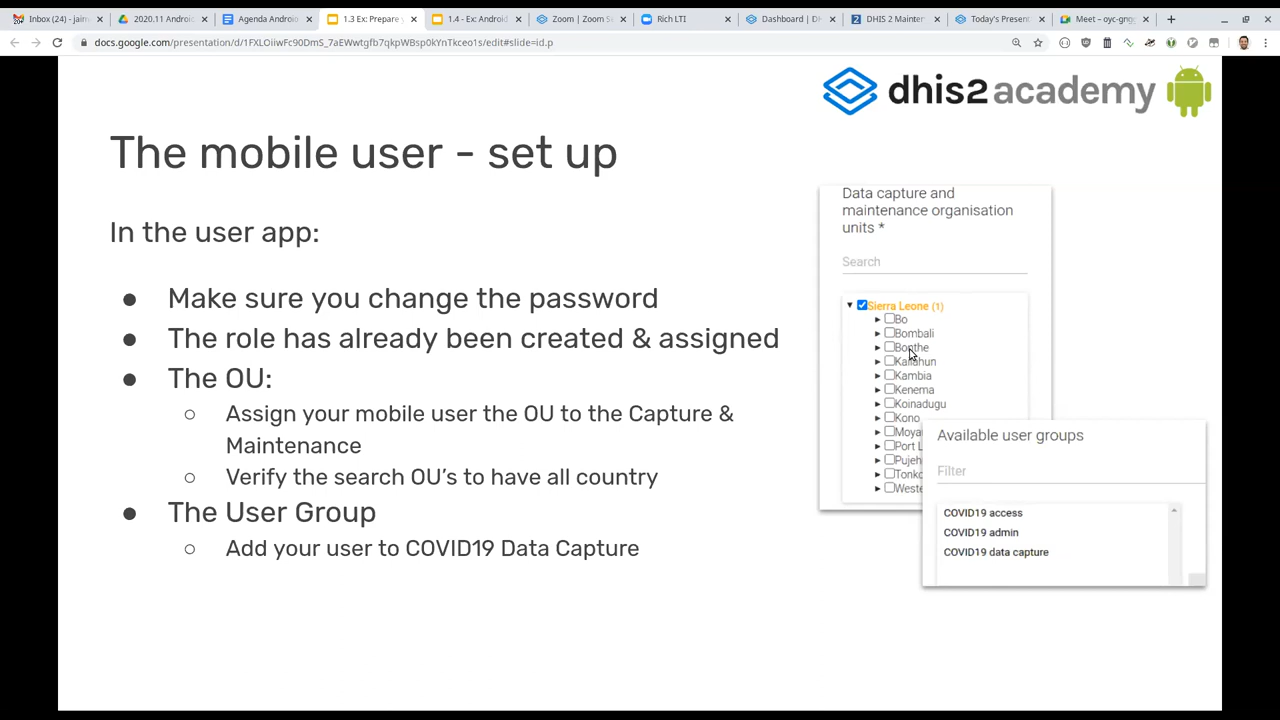 Inbox (24) - jaim
2020.11 Android
Agenda Android
1.3 Ex: Prepare y
1.4 - Ex: Android
Zoom | Zoom S
Rich LTI
Dashboard | DH
DHIS 2 Mainten
Today's Present
Meet – oyc-gng
docs.google.com/presentation/d/1FXLOiiwFc90DmS_7aEWwtgfb7qkpWBsp0kYnTkceo1s/edit#slide=id.p
dhis2 academy
The mobile user - set up
In the user app:
● Make sure you change the password
● The role has already been created & assigned
● The OU:
○ Assign your mobile user the OU to the Capture &
Maintenance
○ Verify the search OU's to have all country
● The User Group
○ Add your user to COVID19 Data Capture
Data capture and
maintenance organisation
units *
Search
Sierra Leone (1)
Bo
Bombali
Bonthe
Kailahun
Kambia
Kenema
Koinadugu
Kono
Moya
Port L
Pujeh
Tonko
Weste
Available user groups
Filter
COVID19 access
COVID19 admin
COVID19 data capture